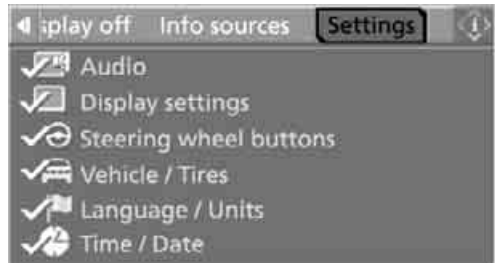 splay off Info sources Settings
Audio
Display settings
Steering wheel buttons
Vehicle / Tires
Language / Units
Time / Date